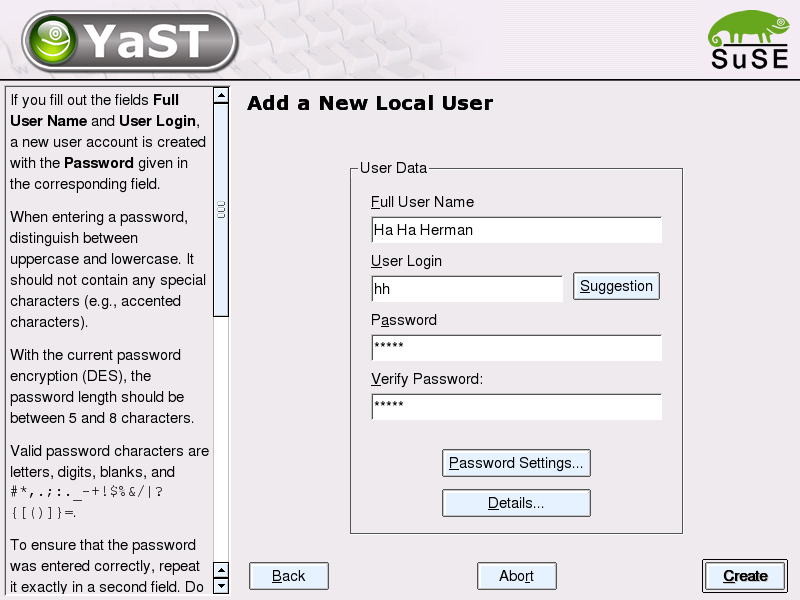 YaST
SuSE
If you fill out the fields Full
User Name and User Login,
a new user account is created
with the Password given in
the corresponding field.
When entering a password,
distinguish between
uppercase and lowercase. It
should not contain any special
characters (e.g., accented
characters).
With the current password
encryption (DES), the
password length should be
between 5 and 8 characters.
Valid password characters are
letters, digits, blanks, and
#*,.;:._-+!$%&/|?
{[()]}=.
To ensure that the password
was entered correctly, repeat
it exactly in a second field. Do
Add a New Local User
User Data
Full User Name
Ha Ha Herman
User Login
hh
Suggestion
Password
*****
Verify Password:
*****
Password Settings...
Details...
Back
Abort
Create